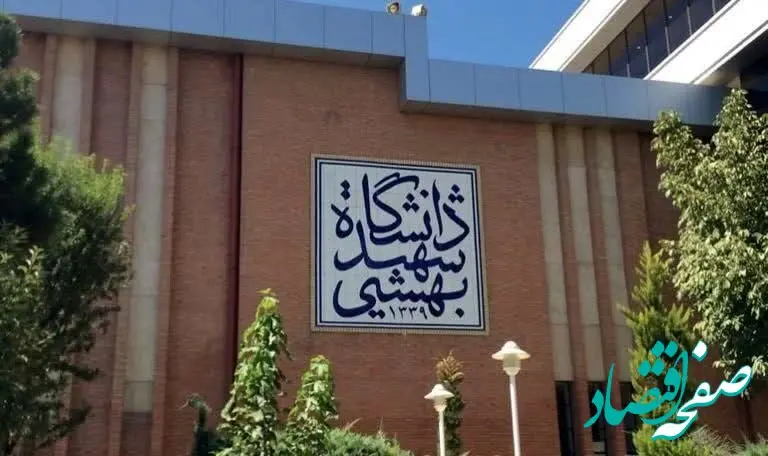 دانشگاه
شهید
بهشتی
۱۳۳۹
صفحه اقتصاد